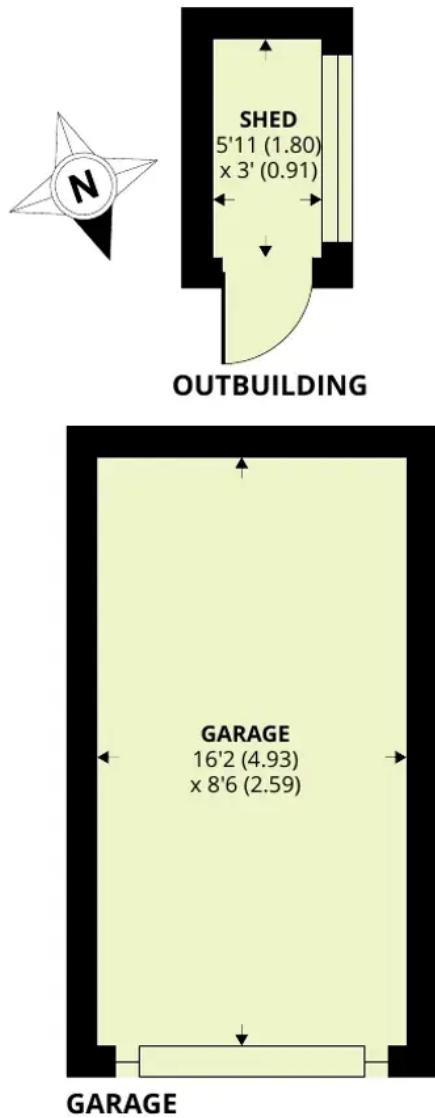 SHED
5'11 (1.80)
x 3' (0.91)
N
OUTBUILDING
GARAGE
16'2 (4.93)
x 8'6 (2.59)
GARAGE